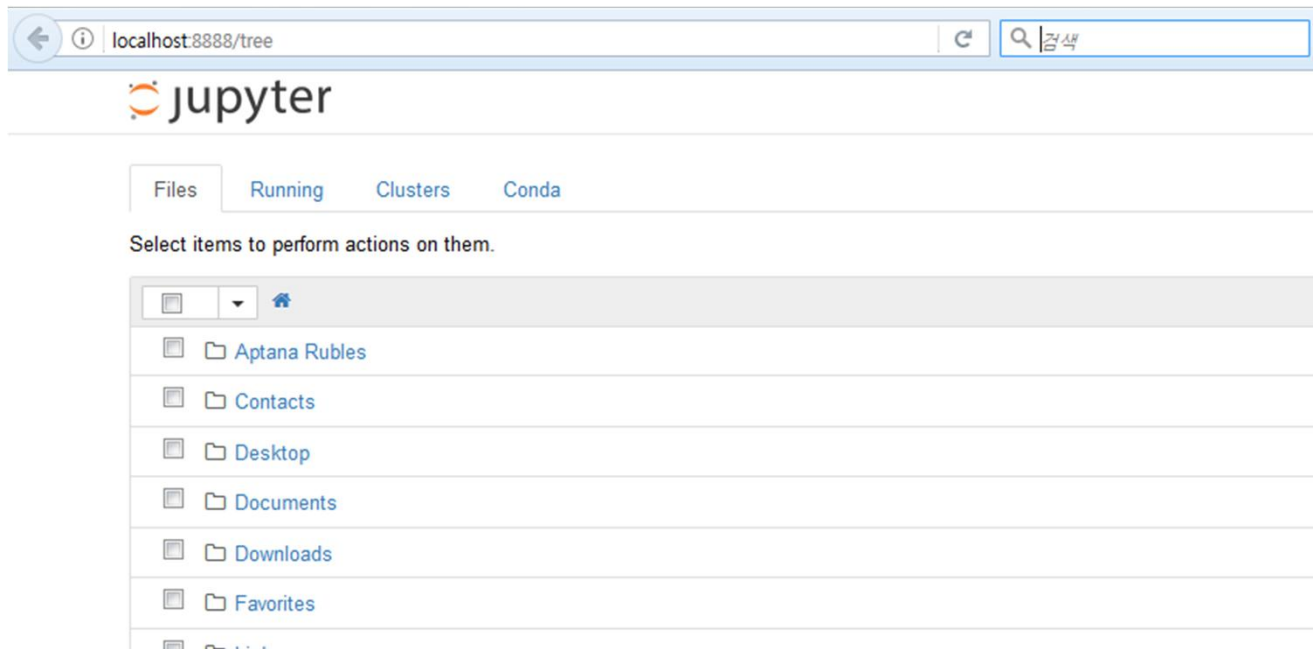 localhost:8888/tree
검색
jupyter
Files Running Clusters Conda
Select items to perform actions on them.
Aptana Rubles
Contacts
Desktop
Documents
Downloads
Favorites